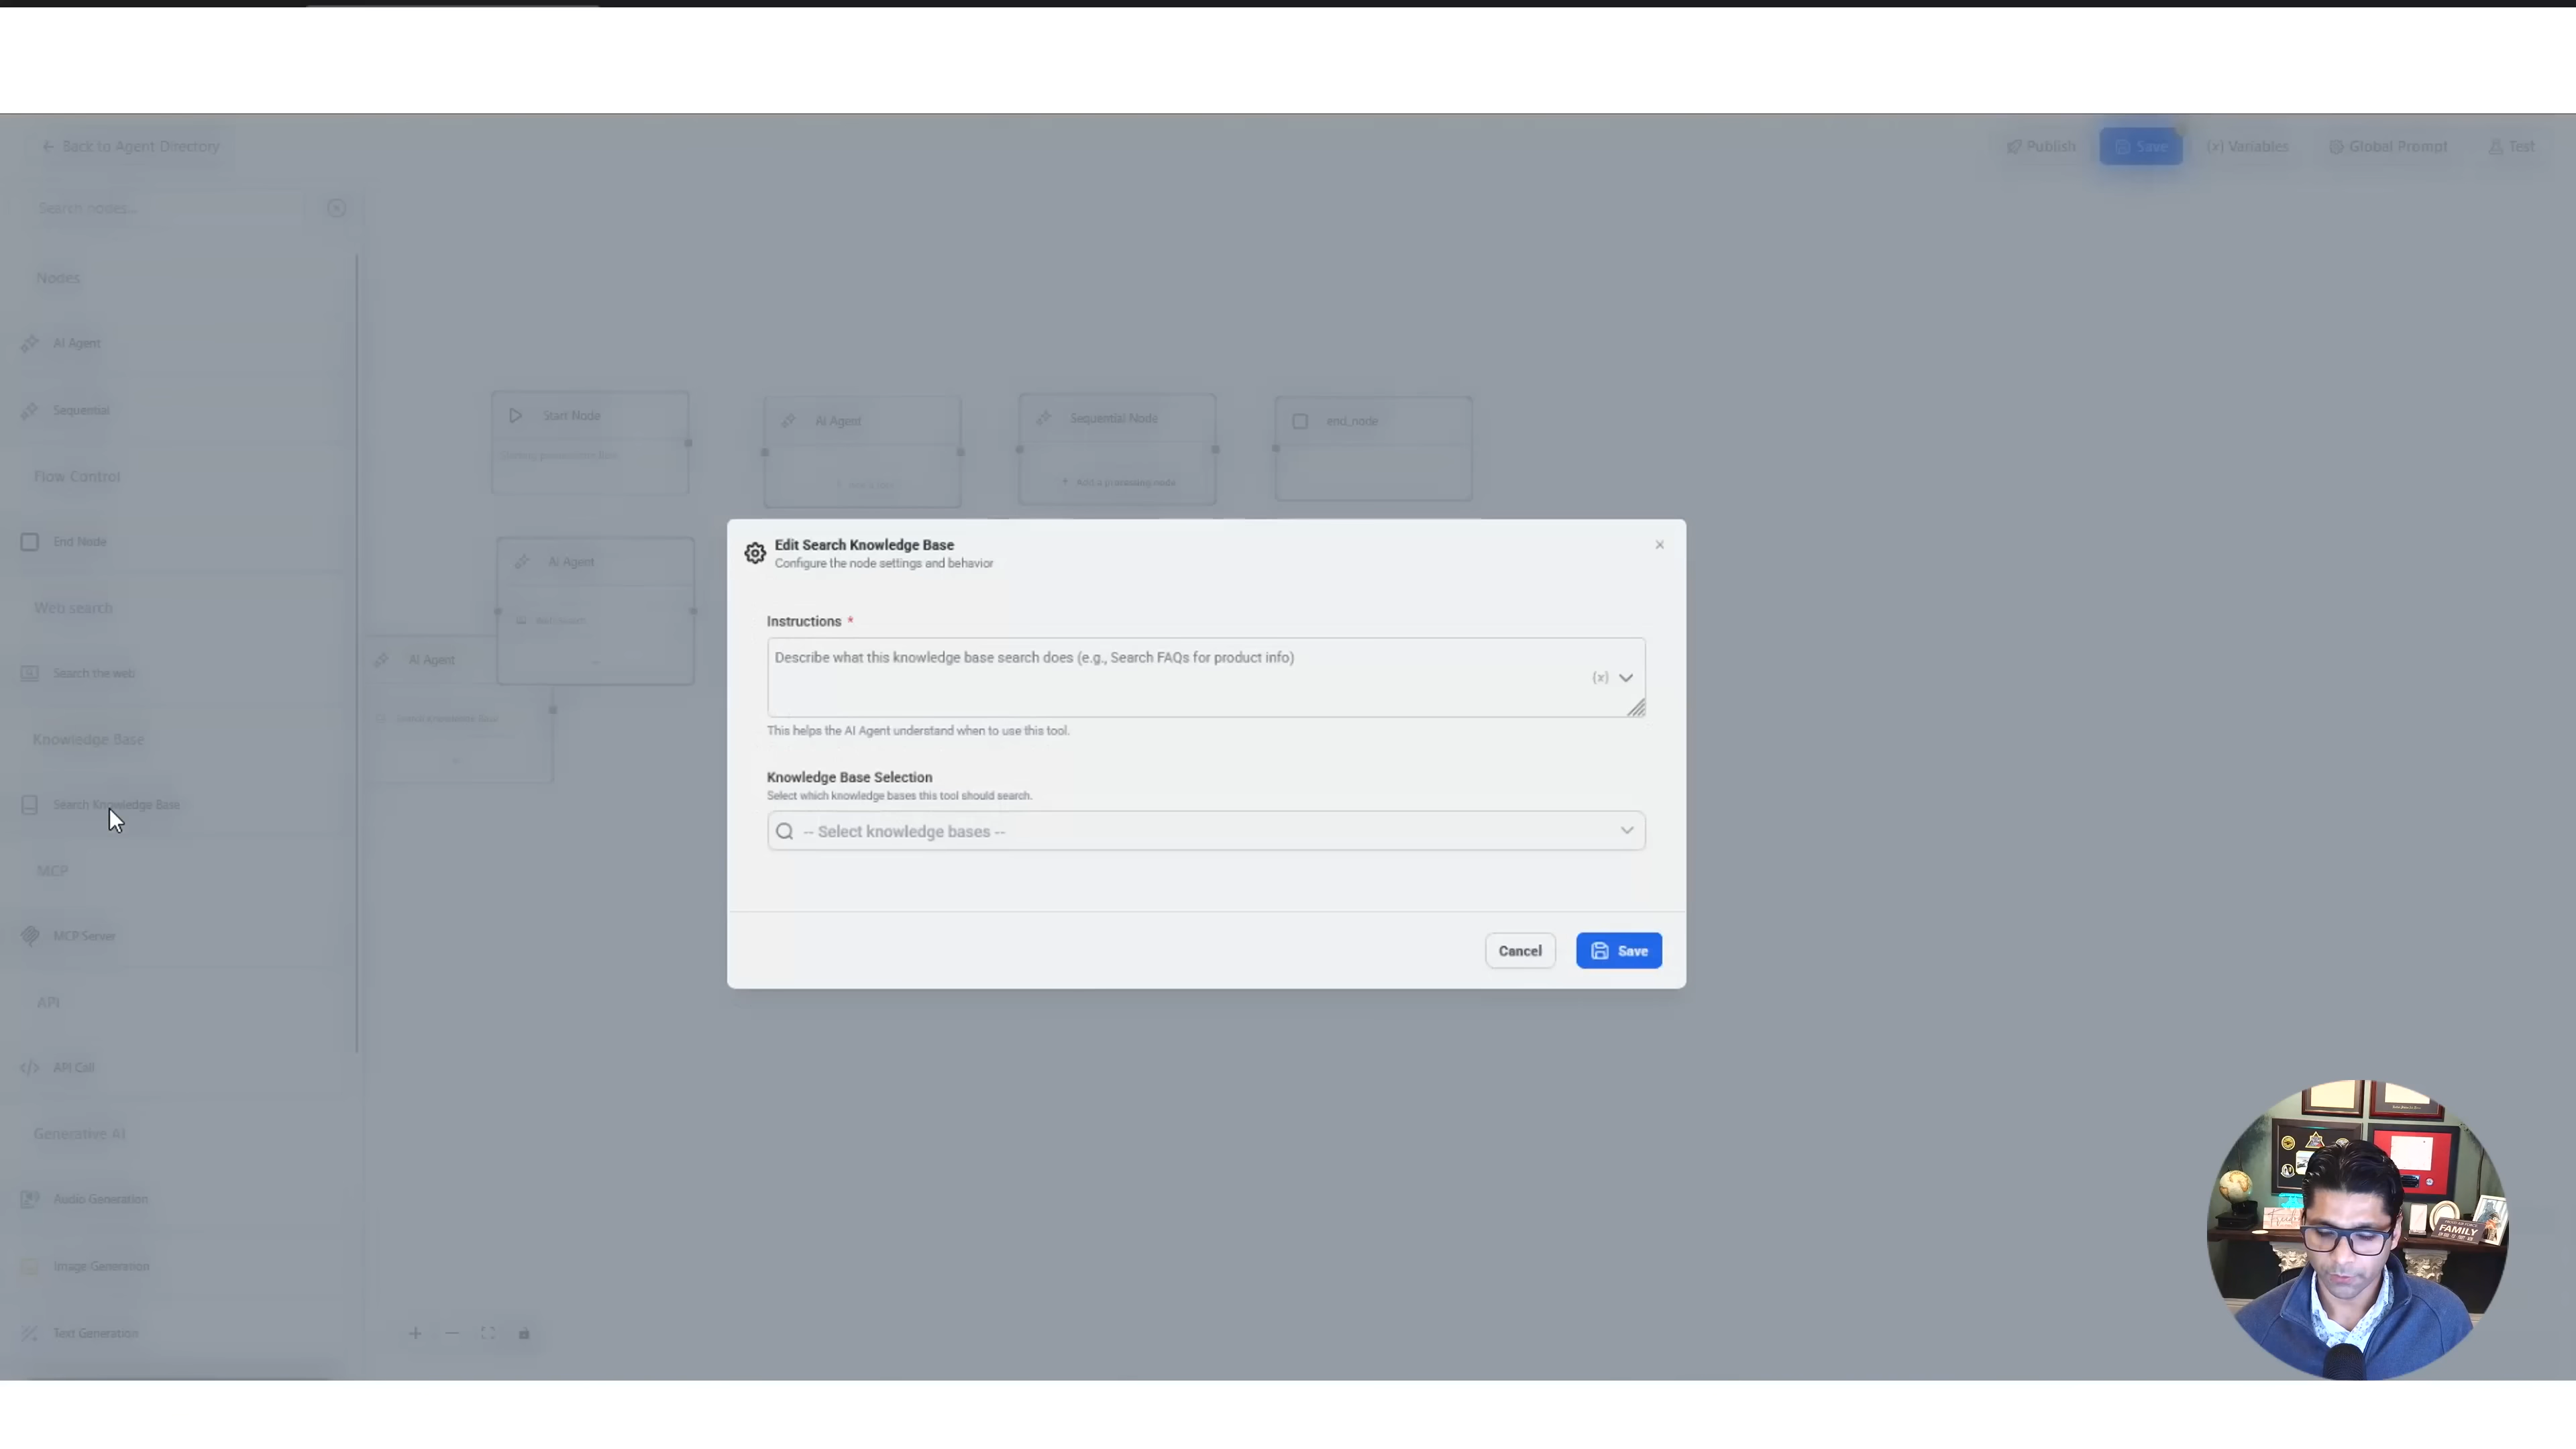 Back to Agent Directory
Publish
Save
(x) Variables
Global Prompt
Test
Search nodes...
Nodes
AI Agent
Sequential
Flow Control
End Node
Web search
Search the web
Knowledge Base
Search Knowledge Base
MCP
MCP Server
API
API Call
Generative AI
Audio Generation
Image Generation
Text Generation
Start Node
AI Agent
Sequential Node
+ Add a processing node
end_node
AI Agent
AI Agent
Edit Search Knowledge Base
Configure the node settings and behavior
Instructions *
Describe what this knowledge base search does (e.g., Search FAQs for product info)
{x}
This helps the AI Agent understand when to use this tool.
Knowledge Base Selection
Select which knowledge bases this tool should search.
-- Select knowledge bases --
Cancel
Save
FAMILY